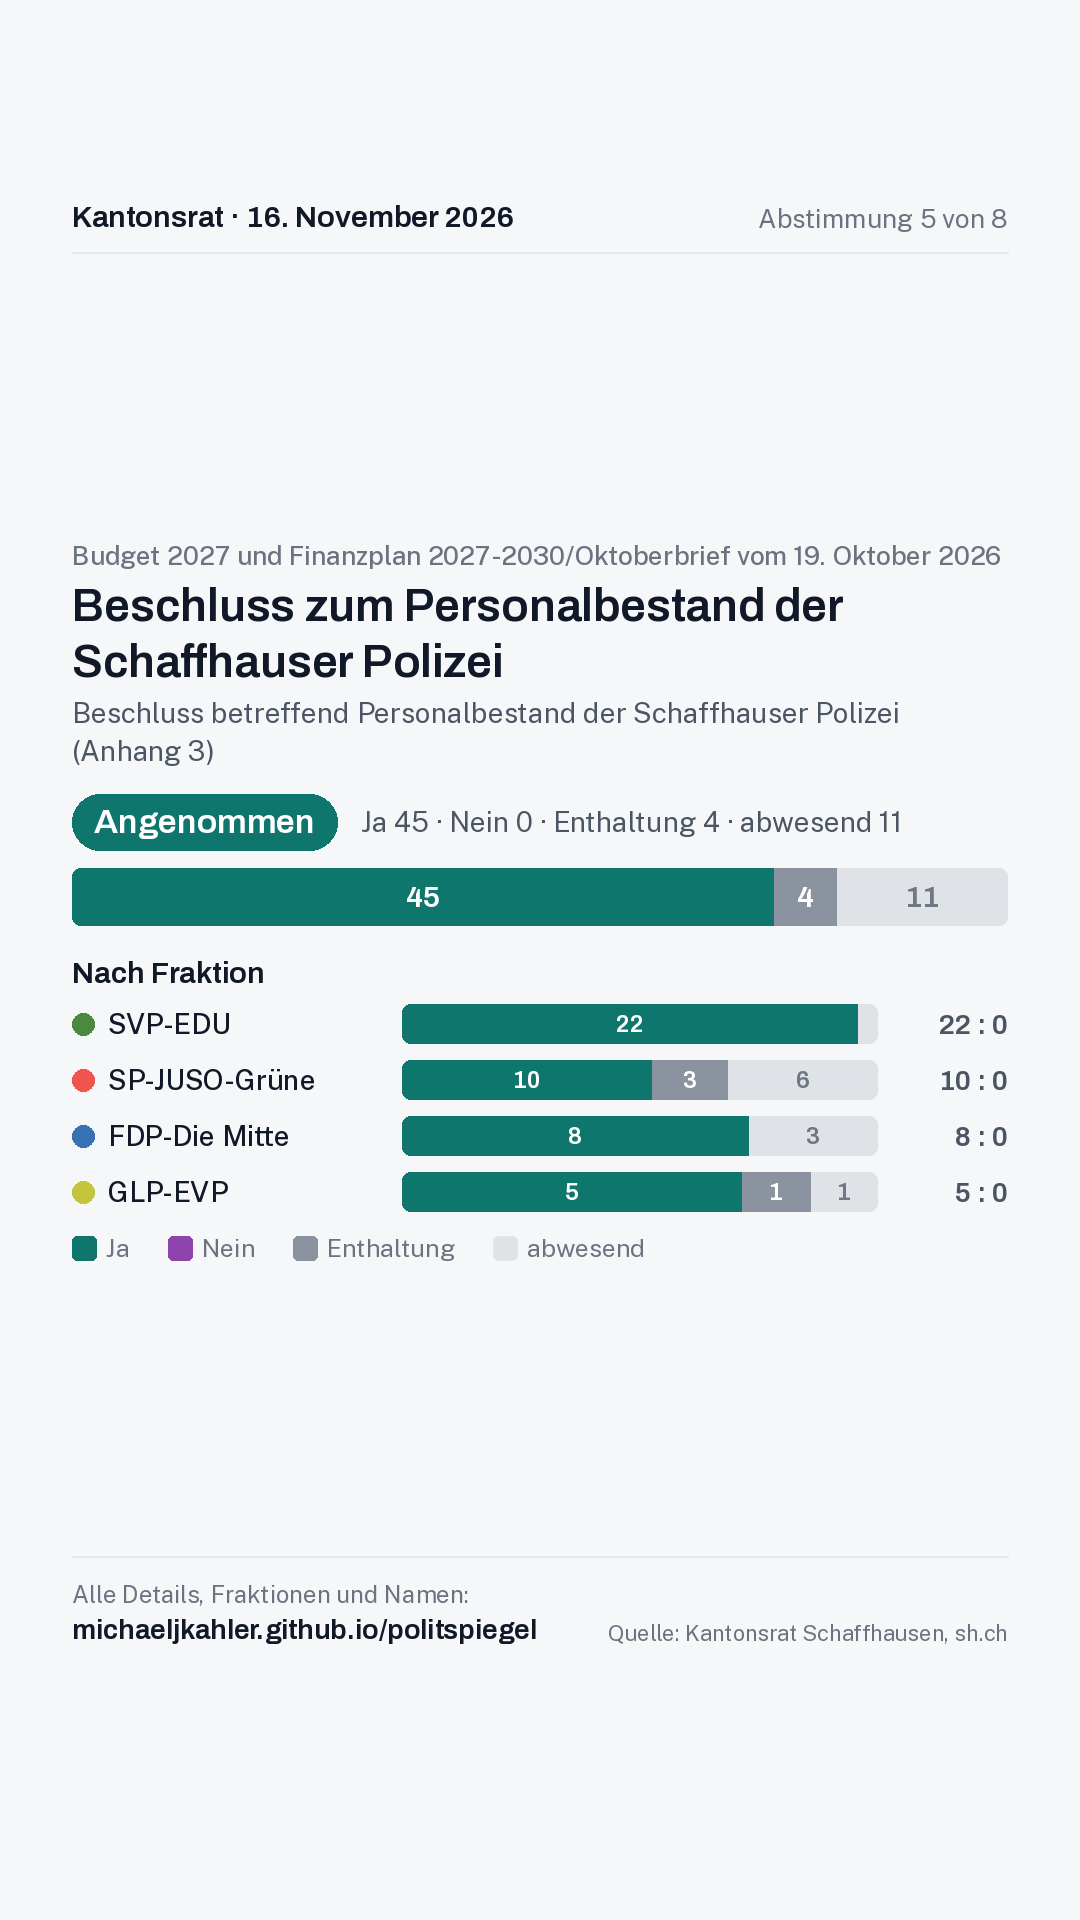 Kantonsrat · 16. November 2026
Abstimmung 5 von 8
Budget 2027 und Finanzplan 2027-2030/Oktoberbrief vom 19. Oktober 2026
Beschluss zum Personalbestand der
Schaffhauser Polizei
Beschluss betreffend Personalbestand der Schaffhauser Polizei
(Anhang 3)
Angenommen Ja 45 · Nein 0 · Enthaltung 4 · abwesend 11
45 4 11
Nach Fraktion
SVP-EDU 22 22 : 0
SP-JUSO-Grüne 10 3 6 10 : 0
FDP-Die Mitte 8 3 8 : 0
GLP-EVP 5 1 1 5 : 0
Ja Nein Enthaltung abwesend
Alle Details, Fraktionen und Namen:
michaeljkahler.github.io/politspiegel
Quelle: Kantonsrat Schaffhausen, sh.ch